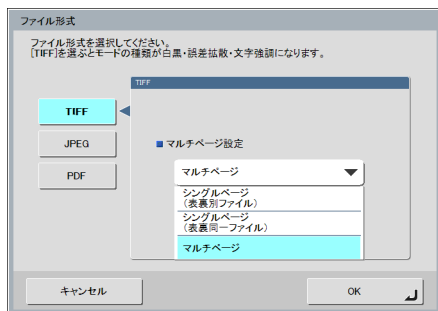 ファイル形式
ファイル形式を選択してください。
[TIFF]を選ぶとモードの種類が白黒・誤差拡散・文字強調になります。
TIFF
TIFF
JPEG
PDF
マルチページ設定
マルチページ
シングルページ
（表裏別ファイル）
シングルページ
（表裏同一ファイル）
マルチページ
キャンセル
OK